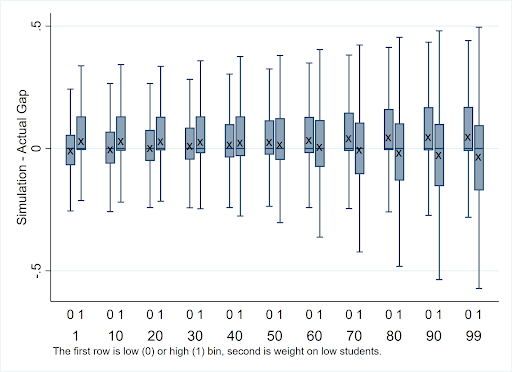 Simulation - Actual Gap
.5
0
-.5
0 1 0 1 0 1 0 1 0 1 0 1 0 1 0 1 0 1 0 1 0 1
1 10 20 30 40 50 60 70 80 90 99
The first row is low (0) or high (1) bin, second is weight on low students.